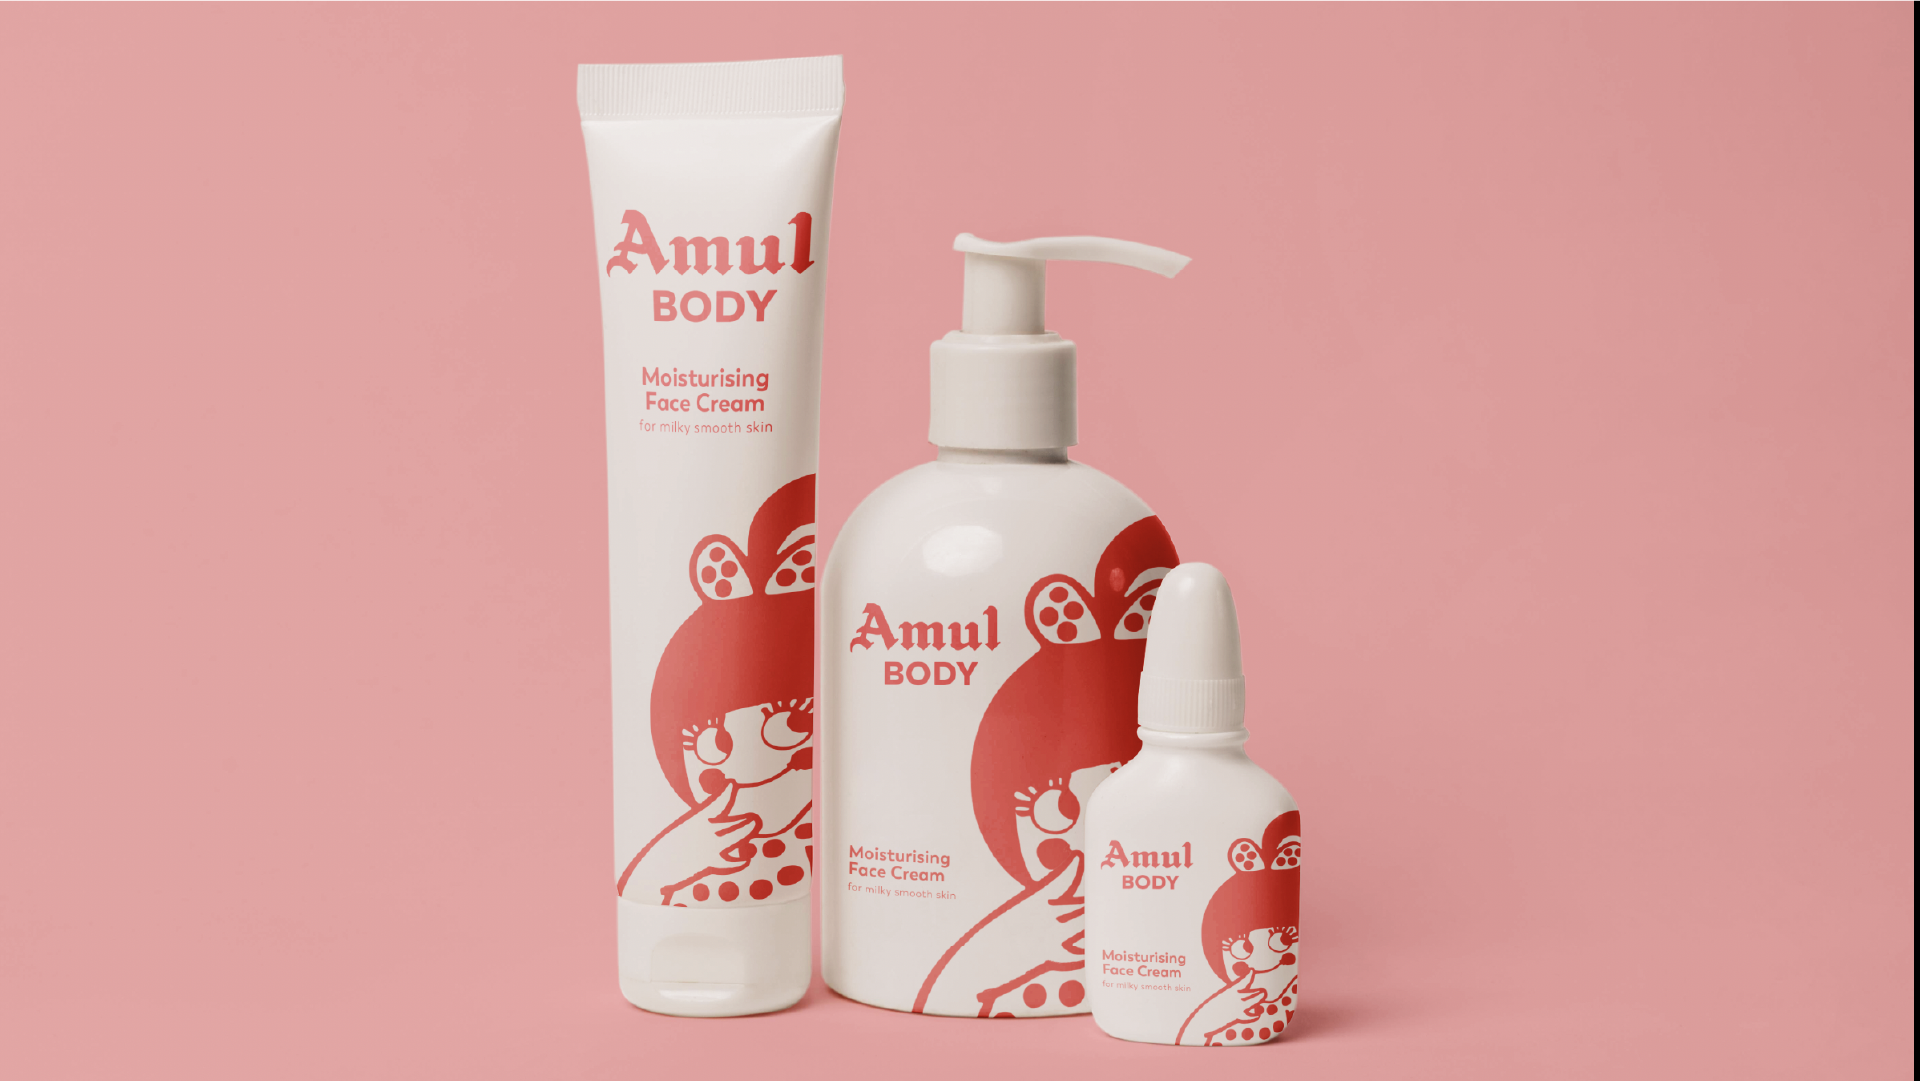 Amul
BODY
Moisturising
Face Cream
for milky smooth skin
Amul
BODY
Moisturising
Face Cream
for milky smooth skin
Amul
BODY
Moisturising
Face Cream
for milky smooth skin